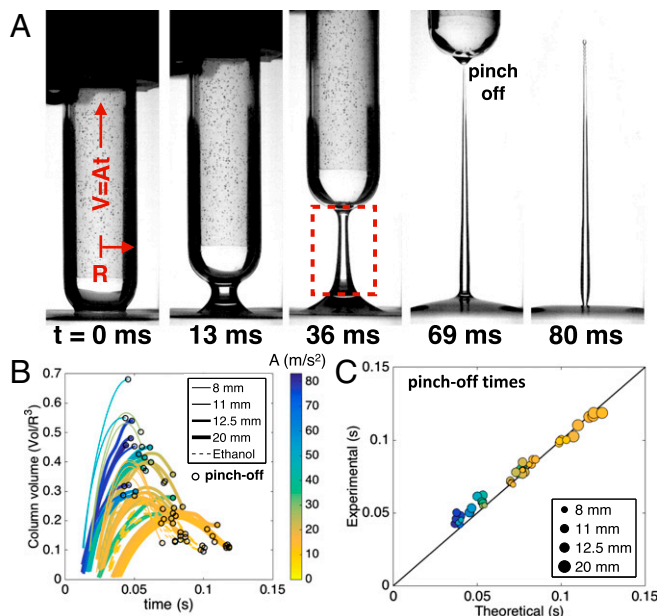 A
V=At
R
pinch
off
t = 0 ms
13 ms
36 ms
69 ms
80 ms
B
A (m/s²)
0.7
0.6
0.5
0.4
0.3
0.2
0.1
0
Column volume (Vol/R³)
0
0.05
0.1
0.15
time (s)
8 mm
11 mm
12.5 mm
20 mm
Ethanol
pinch-off
80
70
60
50
40
30
20
10
0
C
pinch-off times
0.15
0.1
0.05
0
Experimental (s)
0.05
0.1
0.15
Theoretical (s)
8 mm
11 mm
12.5 mm
20 mm